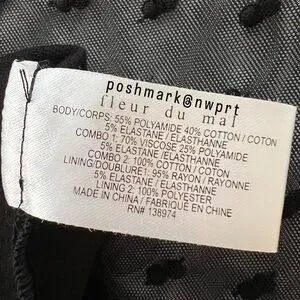 poshmark@nwprt
fleur du mal
BODY/CORPS: 55% POLYAMIDE 40% COTTON / COTON
5% ELASTANE / ELASTHANNE
COMBO 1: 70% VISCOSE 25% POLYAMIDE
5% ELASTANE / ELASTHANNE
COMBO 2: 100% COTTON / COTON
LINING/DOUBLURE1: 95% RAYON / RAYONNE
5% ELASTANE / ELASTHANNE
LINING 2: 100% POLYESTER
MADE IN CHINA / FABRIQUÉ EN CHINE
RN# 138974